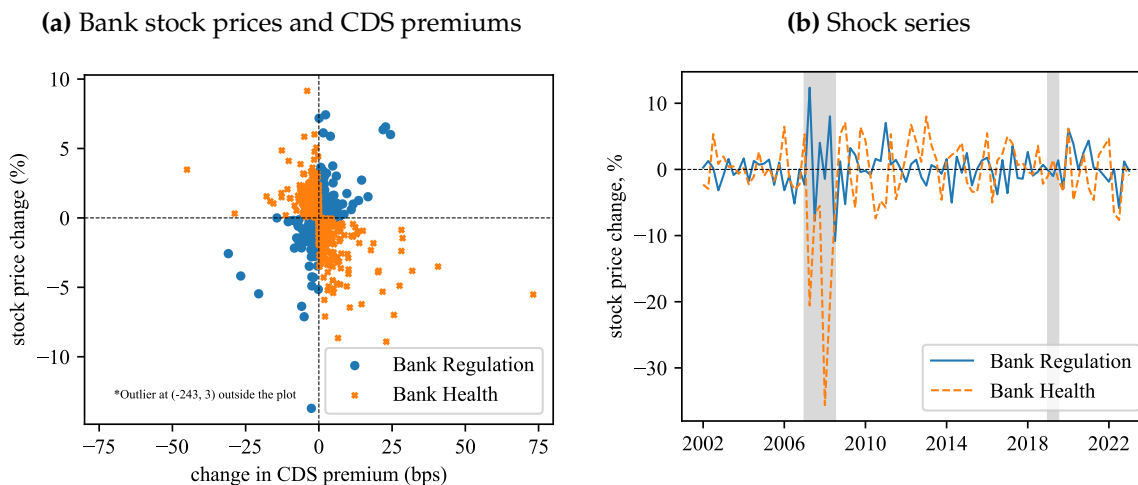 (a) Bank stock prices and CDS premiums
stock price change (%)
10
5
0
−5
−10
−75
−50
−25
0
25
50
75
change in CDS premium (bps)
*Outlier at (-243, 3) outside the plot
Bank Regulation
Bank Health
(b) Shock series
stock price change, %
10
0
−10
−20
−30
2002
2006
2010
2014
2018
2022
Bank Regulation
Bank Health